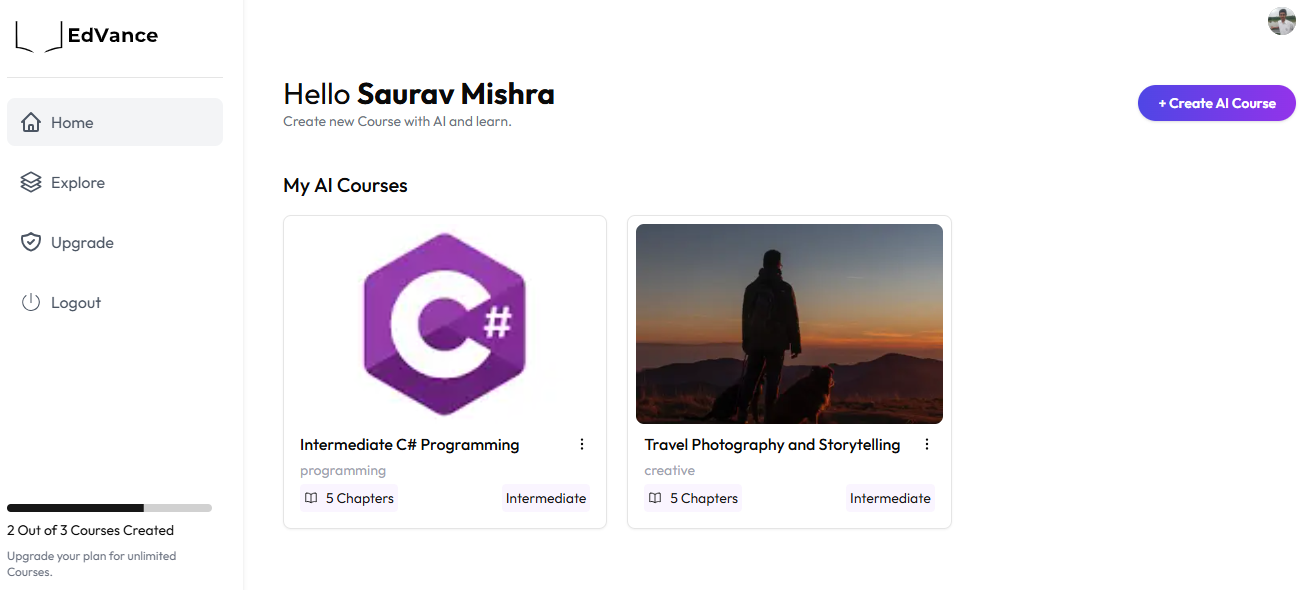 EdVance
Home
Explore
Upgrade
Logout
2 Out of 3 Courses Created
Upgrade your plan for unlimited
Courses.
Hello Saurav Mishra
Create new Course with AI and learn.
+ Create AI Course
My AI Courses
C#
Intermediate C# Programming
programming
5 Chapters
Intermediate
Travel Photography and Storytelling
creative
5 Chapters
Intermediate